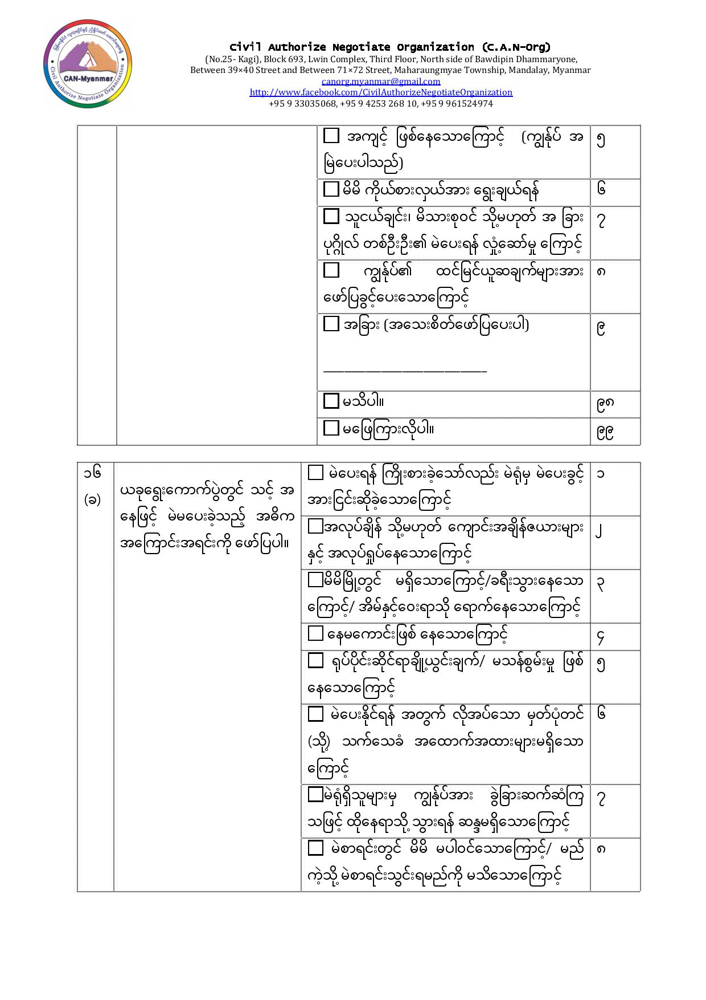 မြန်မာနိုင်ငံ လူထုရှေ့ဆောင် ညှိနှိုင်းဖော်ဆောင်ရေးအဖွဲ့
CAN-Myanmar
Civil Authorize Negotiate Organization
Civil Authorize Negotiate Organization (C.A.N-Org)
(No.25- Kagi), Block 693, Lwin Complex, Third Floor, North side of Bawdipin Dhammaryone,
Between 39×40 Street and Between 71×72 Street, Maharaungmyae Township, Mandalay, Myanmar
canorg.myanmar@gmail.com
http://www.facebook.com/CivilAuthorizeNegotiateOrganization
+95 9 33035068, +95 9 4253 268 10, +95 9 961524974
အကျင့် ဖြစ်နေသောကြောင့် (ကျွန်ုပ် အ ၅
မြဲပေးပါသည်)
မိမိ ကိုယ်စားလှယ်အား ရွေးချယ်ရန် ၆
သူငယ်ချင်း၊ မိသားစုဝင် သို့မဟုတ် အ ခြား ၇
ပုဂ္ဂိုလ် တစ်ဦးဦး၏ မဲပေးရန် လှုံ့ဆော်မှု ကြောင့်
ကျွန်ုပ်၏ ထင်မြင်ယူဆချက်များအား ၈
ဖော်ပြခွင့်ပေးသောကြောင့်
အခြား (အသေးစိတ်ဖော်ပြပေးပါ) ၉
____________________________
မသိပါ။ ၉၈
မဖြေကြားလိုပါ။ ၉၉
၁၆ မဲပေးရန် ကြိုးစားခဲ့သော်လည်း မဲရုံမှ မဲပေးခွင့် ၁
(ခ) ယခုရွေးကောက်ပွဲတွင် သင့် အ အားငြင်းဆိုခဲ့သောကြောင့်
နေဖြင့် မဲမပေးခဲ့သည့် အဓိက အလုပ်ချိန် သို့မဟုတ် ကျောင်းအချိန်ဇယားများ ၂
အကြောင်းအရင်းကို ဖော်ပြပါ။ နှင့် အလုပ်ရှုပ်နေသောကြောင့်
မိမိမြို့တွင် မရှိသောကြောင့်/ခရီးသွားနေသော ၃
ကြောင့်/ အိမ်နှင့်ဝေးရာသို ရောက်နေသောကြောင့်
နေမကောင်းဖြစ် နေသောကြောင့် ၄
ရုပ်ပိုင်းဆိုင်ရာချို့ယွင်းချက်/ မသန်စွမ်းမှု ဖြစ် ၅
နေသောကြောင့်
မဲပေးနိုင်ရန် အတွက် လိုအပ်သော မှတ်ပုံတင် ၆
(သို့) သက်သေခံ အထောက်အထားများမရှိသော
ကြောင့်
မဲရုံရှိသူများမှ ကျွန်ုပ်အား ခွဲခြားဆက်ဆံကြ ၇
သဖြင့် ထိုနေရာသို့ သွားရန် ဆန္ဒမရှိသောကြောင့်
မဲစာရင်းတွင် မိမိ မပါဝင်သောကြောင့်/ မည် ၈
ကဲ့သို့ မဲစာရင်းသွင်းရမည်ကို မသိသောကြောင့်